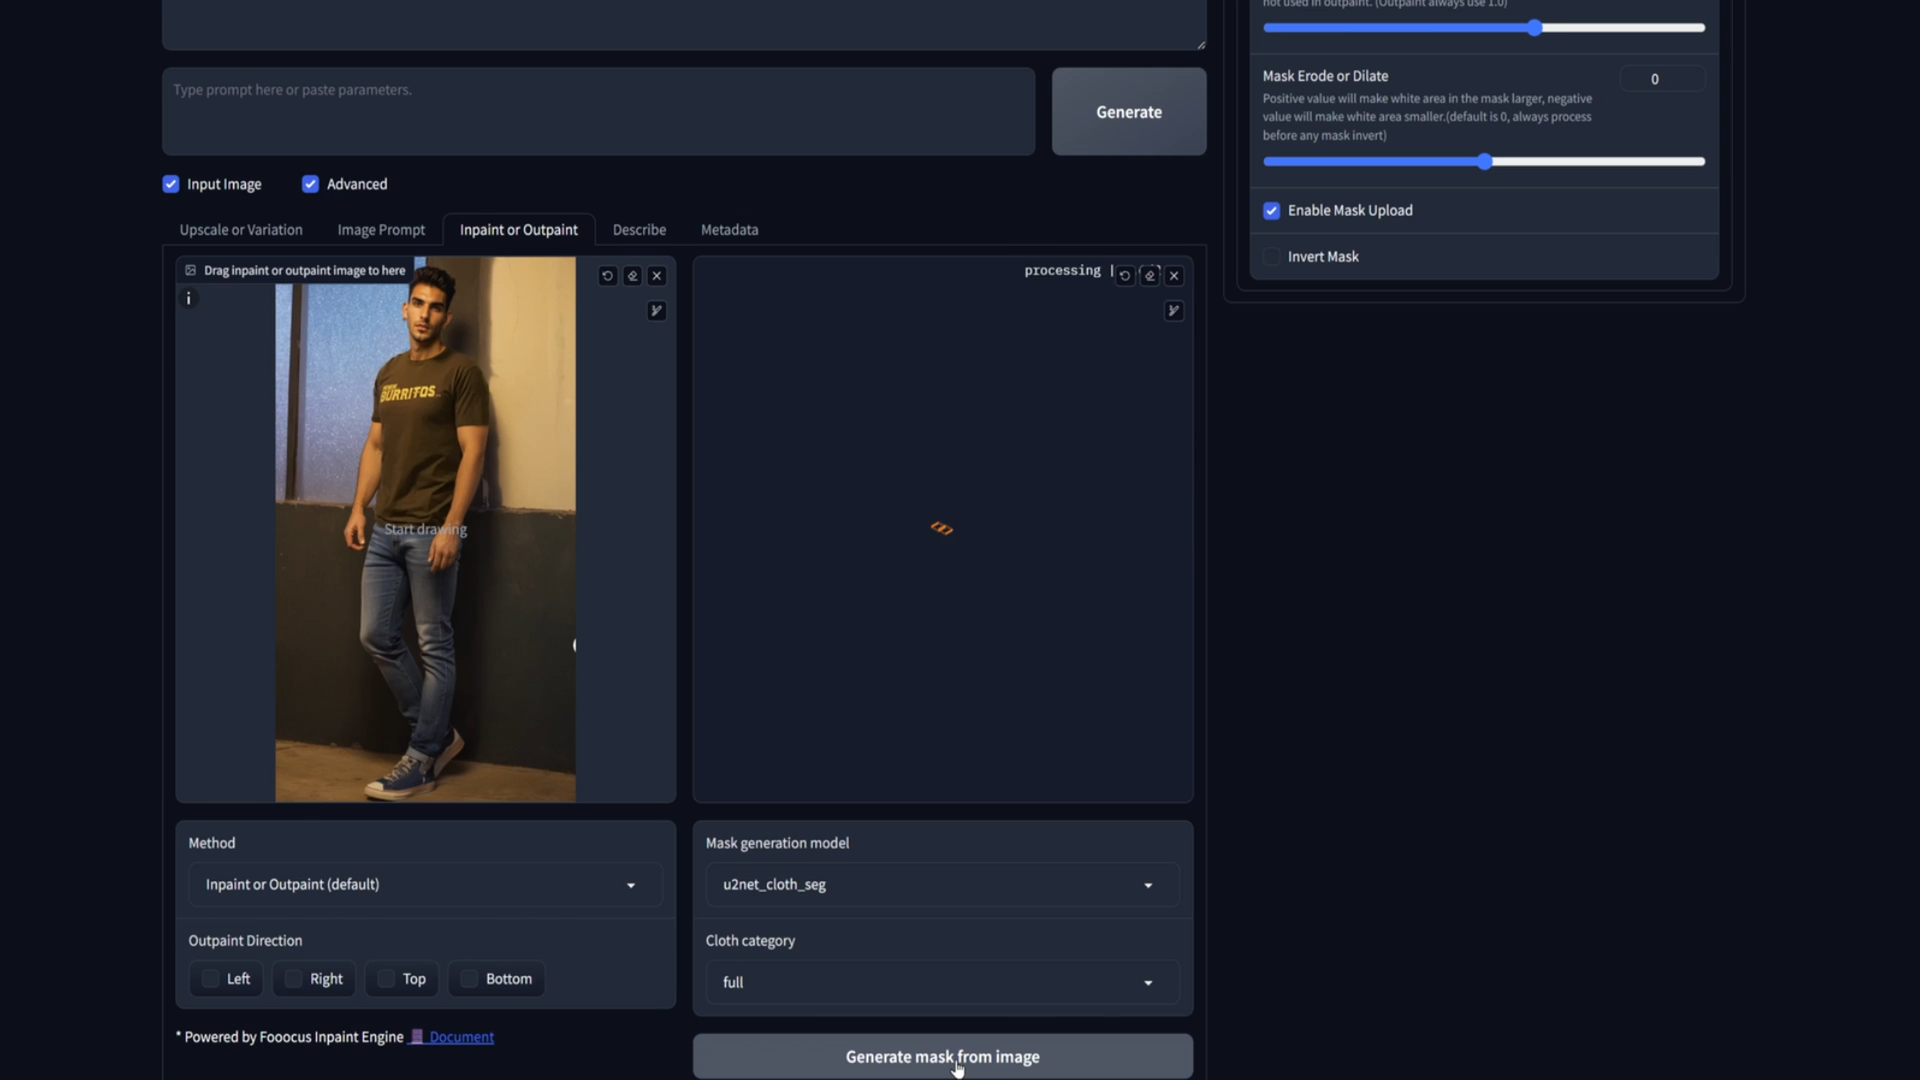 not used in outpaint. (Outpaint always use 1.0)
Type prompt here or paste parameters.
Generate
Mask Erode or Dilate
0
Positive value will make white area in the mask larger, negative
value will make white area smaller.(default is 0, always process
before any mask invert)
Input Image
Advanced
Enable Mask Upload
Invert Mask
Upscale or Variation
Image Prompt
Inpaint or Outpaint
Describe
Metadata
Drag inpaint or outpaint image to here
processing |
i
BURRITOS
Start drawing
Method
Inpaint or Outpaint (default)
Outpaint Direction
Left
Right
Top
Bottom
* Powered by Fooocus Inpaint Engine Document
Mask generation model
u2net_cloth_seg
Cloth category
full
Generate mask from image